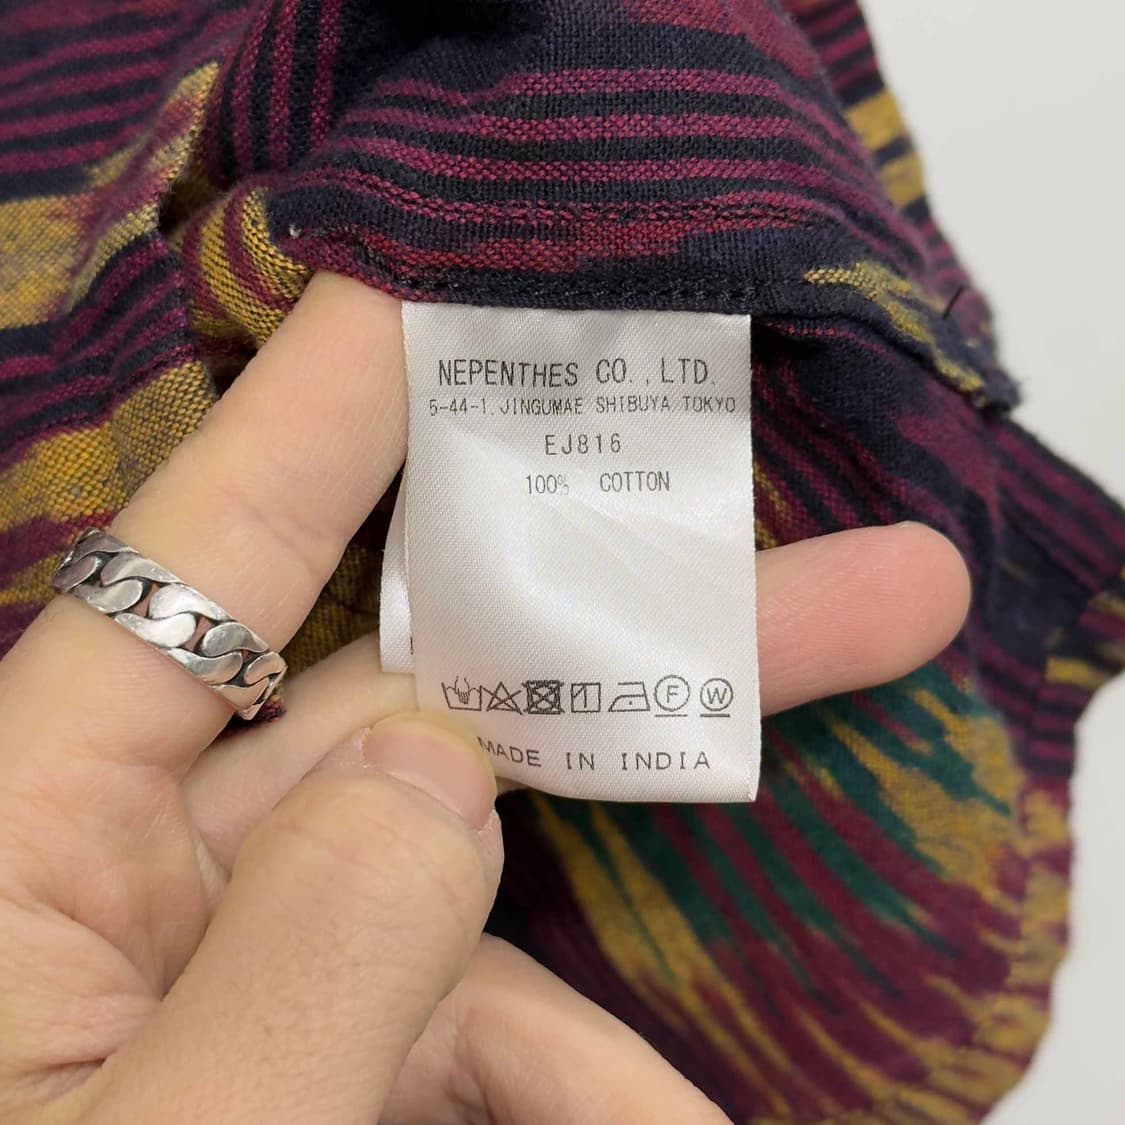 NEPENTHES CO.,LTD.
5-44-1,JINGUMAE SHIBUYA TOKYO
EJ816
100% COTTON
F W
MADE IN INDIA